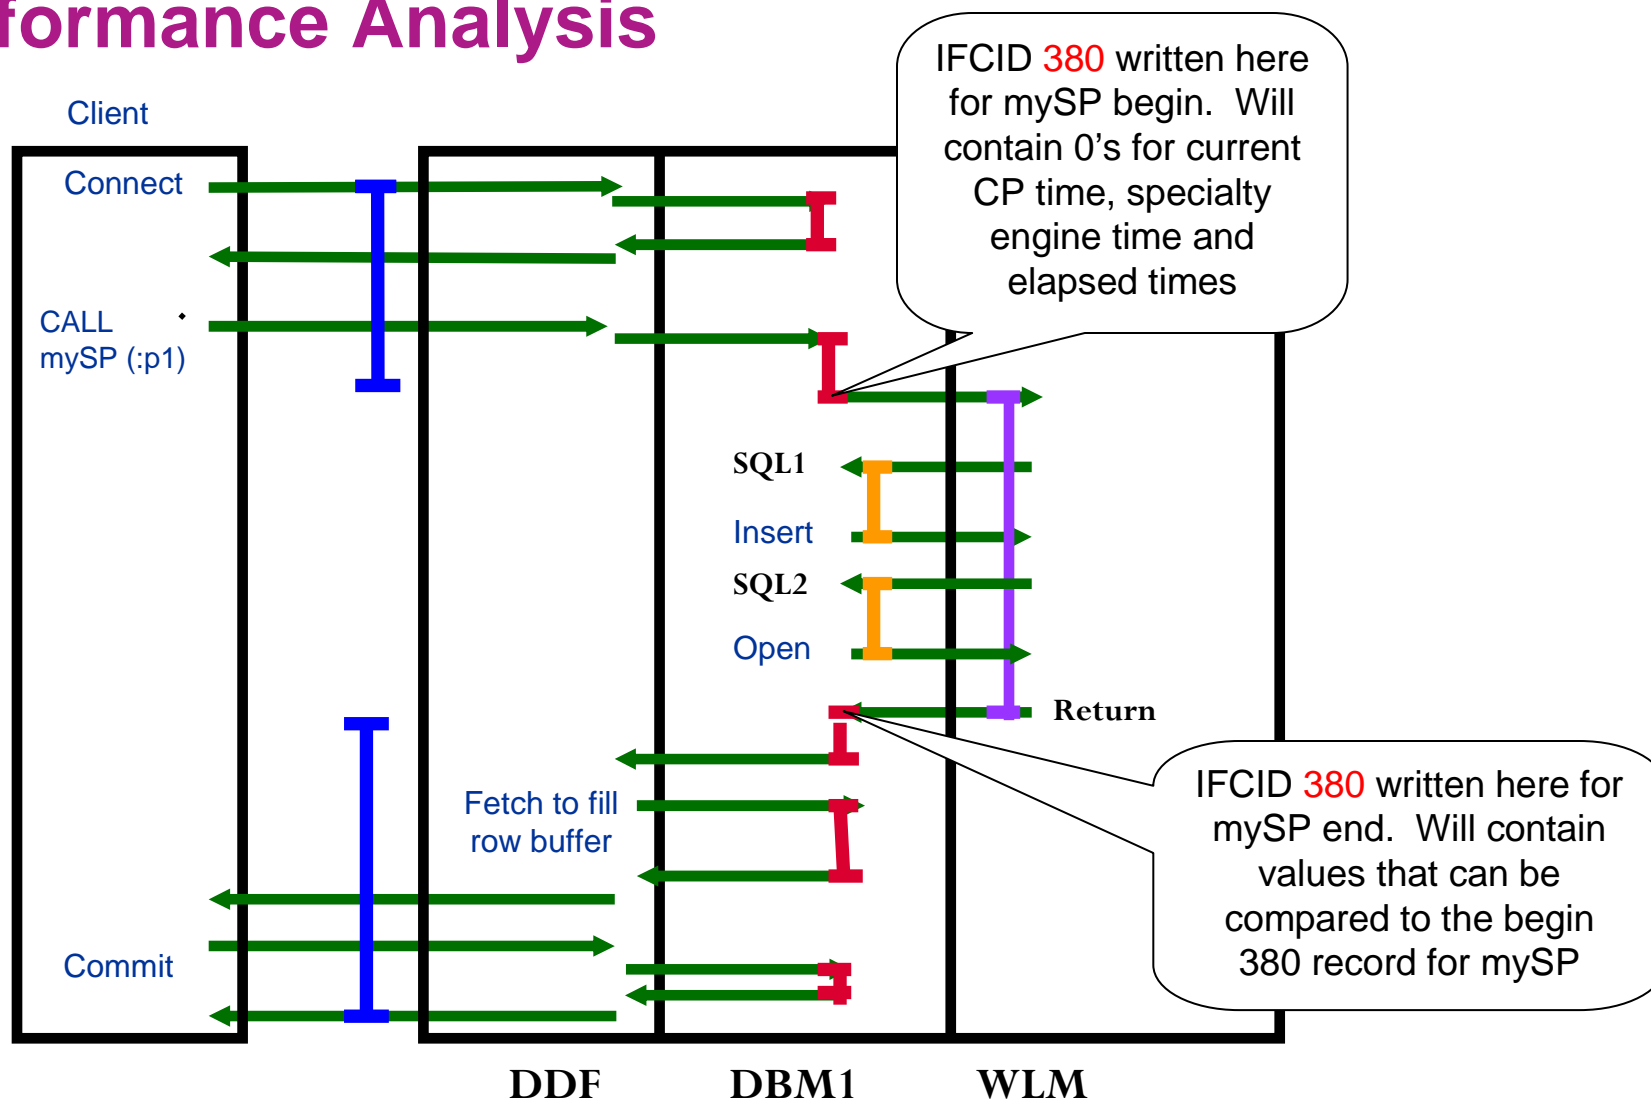 formance Analysis
IFCID 380 written here
for mySP begin.  Will
contain 0's for current
CP time, specialty
engine time and
elapsed times
Client
Connect
CALL
mySP (:p1)
SQL1
Insert
SQL2
Open
Return
Fetch to fill
row buffer
IFCID 380 written here for
mySP end.  Will contain
values that can be
compared to the begin
380 record for mySP
Commit
DDF
DBM1
WLM